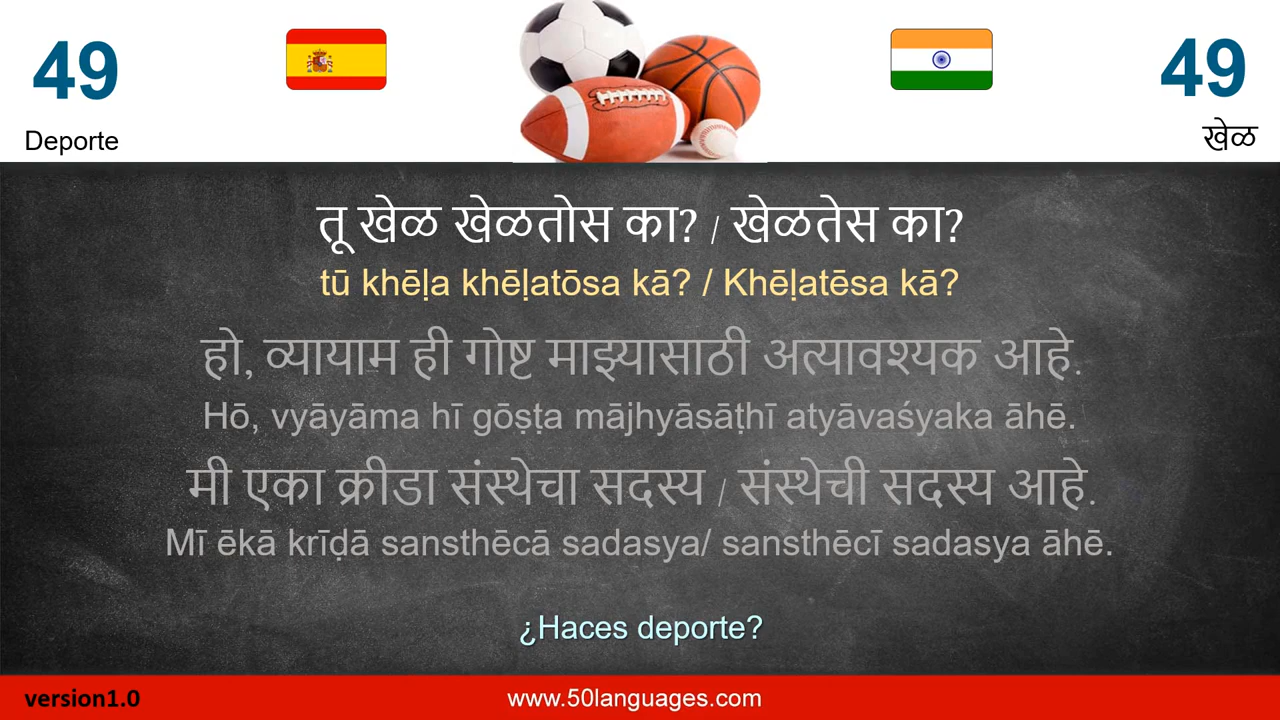 49
49
Deporte
खेळ
तू खेळ खेळतोस का? / खेळतेस का?
tū khēḷa khēḷatōsa kā? / Khēḷatēsa kā?
हो, व्यायाम ही गोष्ट माझ्यासाठी अत्यावश्यक आहे.
Hō, vyāyāma hī gōṣṭa mājhyāsāṭhī atyāvaśyaka āhē.
मी एका क्रीडा संस्थेचा सदस्य / संस्थेची सदस्य आहे.
Mī ēkā krīḍā sansthēcā sadasya/ sansthēcī sadasya āhē.
¿Haces deporte?
version1.0
www.50languages.com